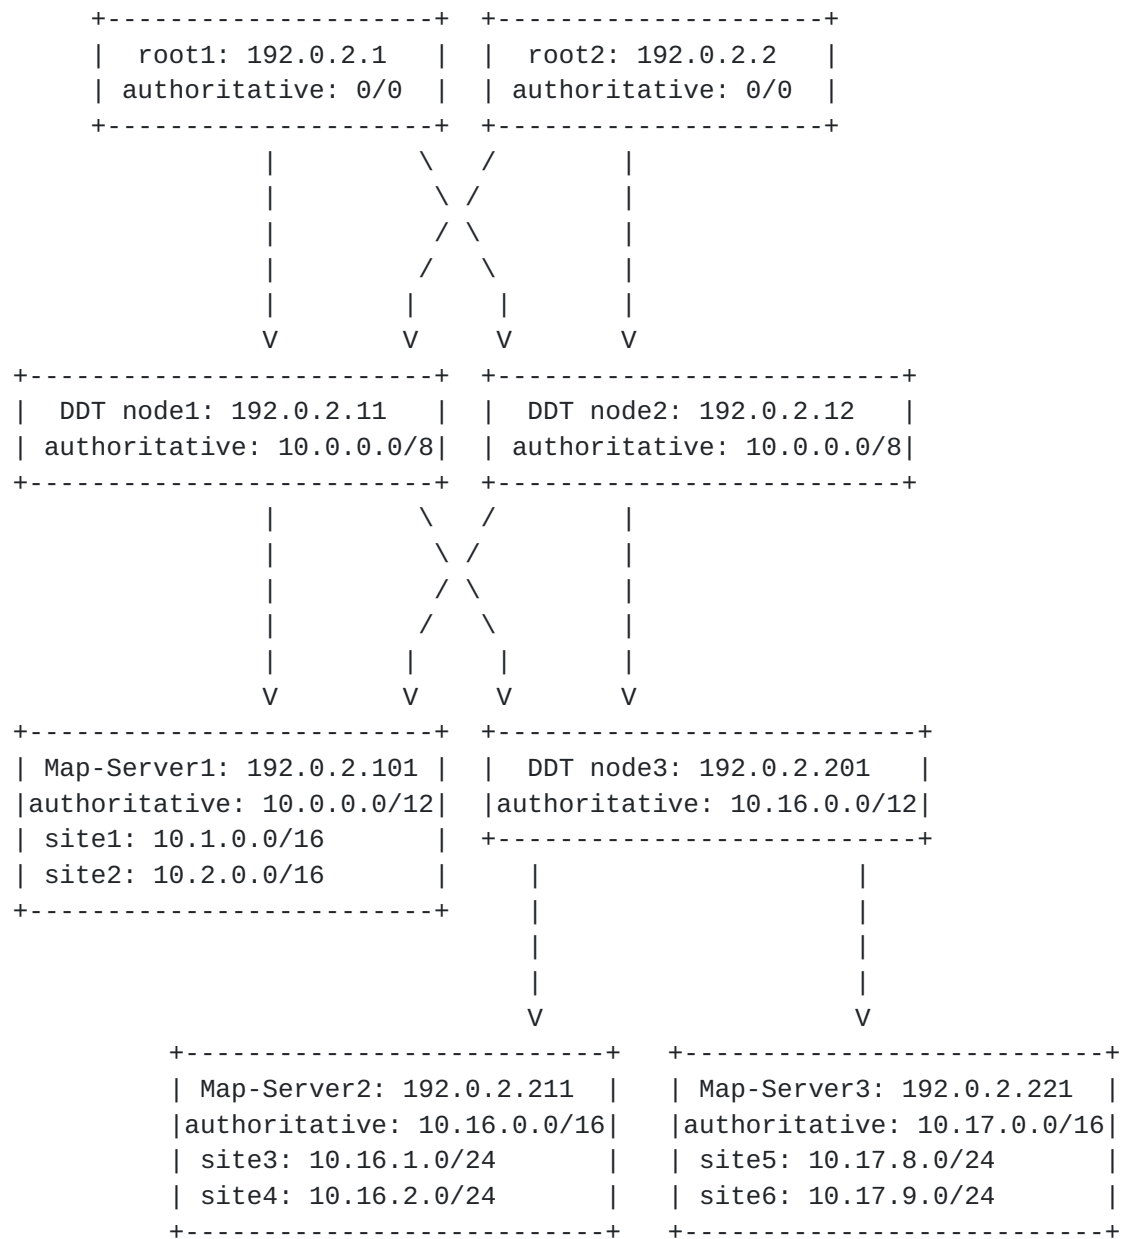 root1: 192.0.2.1 root2: 192.0.2.2
authoritative: 0/0 authoritative: 0/0
DDT node1: 192.0.2.11 DDT node2: 192.0.2.12
authoritative: 10.0.0.0/8 authoritative: 10.0.0.0/8
Map-Server1: 192.0.2.101 DDT node3: 192.0.2.201
authoritative: 10.0.0.0/12 authoritative: 10.16.0.0/12
site1: 10.1.0.0/16
site2: 10.2.0.0/16
Map-Server2: 192.0.2.211 Map-Server3: 192.0.2.221
authoritative: 10.16.0.0/16 authoritative: 10.17.0.0/16
site3: 10.16.1.0/24 site5: 10.17.8.0/24
site4: 10.16.2.0/24 site6: 10.17.9.0/24